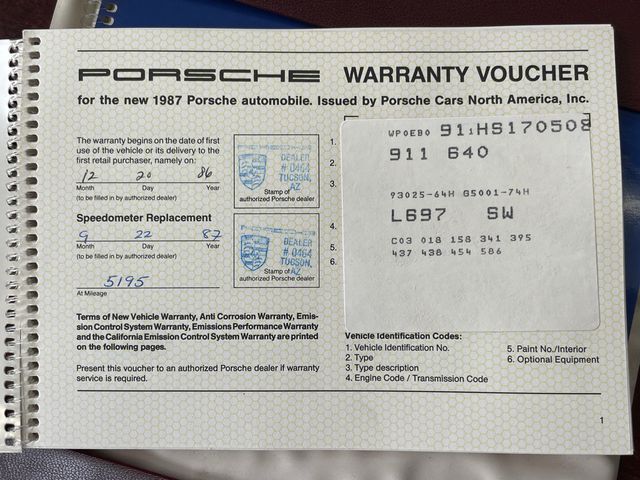 PORSCHE WARRANTY VOUCHER
for the new 1987 Porsche automobile. Issued by Porsche Cars North America, Inc.
The warranty begins on the date of first
use of the vehicle or its delivery to the
first retail purchaser, namely on:
12 20 86
Month Day Year
(to be filled in by authorized dealer)
DEALER
# 0464
TUCSON,
AZ
Stamp of
authorized Porsche dealer
Speedometer Replacement
9 22 87
Month Day Year
(to be filled in by authorized dealer)
5195
At Mileage
DEALER
# 0464
TUCSON,
AZ
Stamp of
authorized Porsche dealer
Terms of New Vehicle Warranty, Anti Corrosion Warranty, Emis-
sion Control System Warranty, Emissions Performance Warranty
and the California Emission Control System Warranty are printed
on the following pages.
Present this voucher to an authorized Porsche dealer if warranty
service is required.
1.
2.
3.
4.
5.
6.
WP0EB0 91 HS170508
911 640
93025-64H G5001-74H
L697 SW
C03 018 158 341 395
437 438 454 586
Vehicle Identification Codes:
1. Vehicle Identification No.
2. Type
3. Type description
4. Engine Code / Transmission Code
5. Paint No./Interior
6. Optional Equipment
1